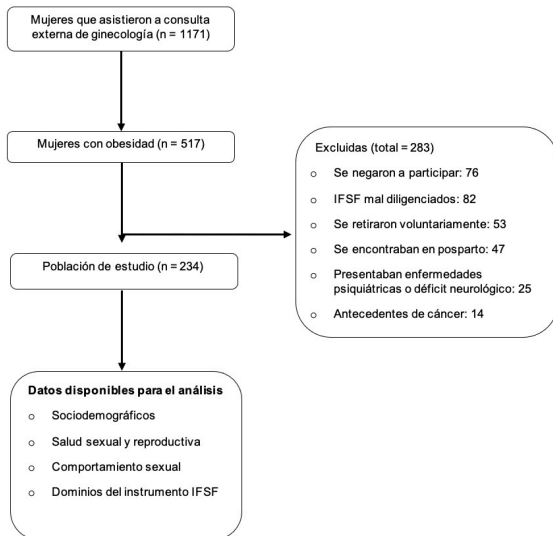 Mujeres que asistieron a consulta
externa de ginecología (n = 1171)
Mujeres con obesidad (n = 517)
Excluidas (total = 283)
o Se negaron a participar: 76
o IFSF mal diligenciados: 82
o Se retiraron voluntariamente: 53
o Se encontraban en posparto: 47
o Presentaban enfermedades
psiquiátricas o déficit neurológico: 25
o Antecedentes de cáncer: 14
Población de estudio (n = 234)
Datos disponibles para el análisis
o Sociodemográficos
o Salud sexual y reproductiva
o Comportamiento sexual
o Dominios del instrumento IFSF